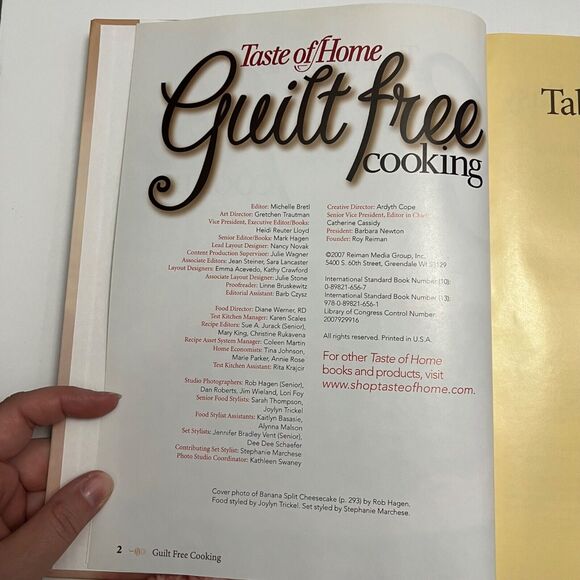 Taste of Home
Guilt free
cooking
Editor: Michelle Bretl
Art Director: Gretchen Trautman
Vice President, Executive Editor/Books:
Heidi Reuter Lloyd
Senior Editor/Books: Mark Hagen
Lead Layout Designer: Nancy Novak
Content Production Supervisor: Julie Wagner
Associate Editors: Jean Steiner, Sara Lancaster
Layout Designers: Emma Acevedo, Kathy Crawford
Associate Layout Designer: Julie Stone
Proofreader: Linne Bruskewitz
Editorial Assistant: Barb Czysz
Food Director: Diane Werner, RD
Test Kitchen Manager: Karen Scales
Recipe Editors: Sue A. Jurack (Senior),
Mary King, Christine Rukavena
Recipe Asset System Manager: Coleen Martin
Home Economists: Tina Johnson,
Marie Parker, Annie Rose
Test Kitchen Assistant: Rita Krajcir
Studio Photographers: Rob Hagen (Senior),
Dan Roberts, Jim Wieland, Lori Foy
Senior Food Stylists: Sarah Thompson,
Joylyn Trickel
Food Stylist Assistants: Kaitlyn Basasie,
Alynna Malson
Set Stylists: Jennifer Bradley Vent (Senior),
Dee Dee Schaefer
Contributing Set Stylist: Stephanie Marchese
Photo Studio Coordinator: Kathleen Swaney
Creative Director: Ardyth Cope
Senior Vice President, Editor in Chief:
Catherine Cassidy
President: Barbara Newton
Founder: Roy Reiman
©2007 Reiman Media Group, Inc.
5400 S. 60th Street, Greendale WI 53129
International Standard Book Number (10):
0-89821-656-7
International Standard Book Number (13):
978-0-89821-656-1
Library of Congress Control Number:
2007929916
All rights reserved. Printed in U.S.A.
For other Taste of Home
books and products, visit
www.shoptasteofhome.com.
Cover photo of Banana Split Cheesecake (p. 293) by Rob Hagen.
Food styled by Joylyn Trickel. Set styled by Stephanie Marchese.
2 Guilt Free Cooking
Tab